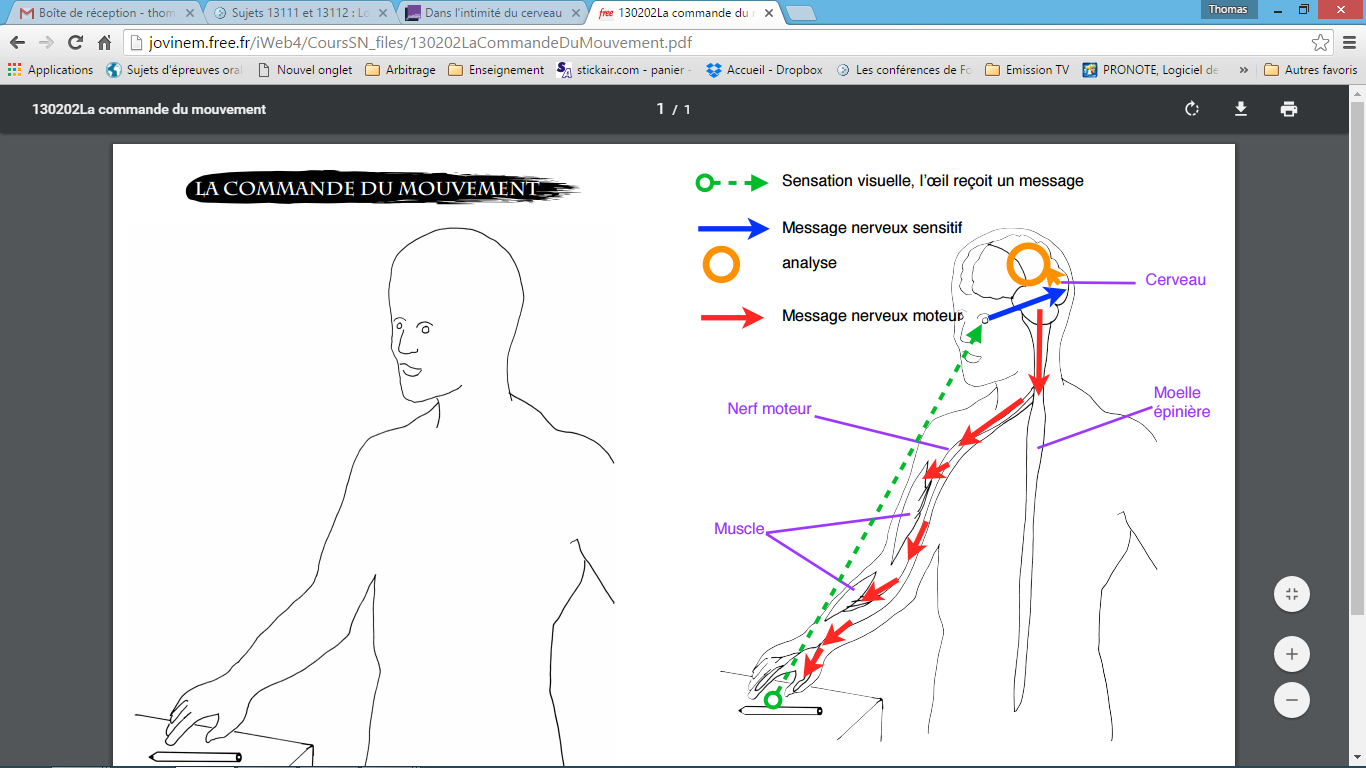 Boîte de réception - thom
Sujets 13111 et 13112 : Lo
Dans l'intimité du cerveau
free 130202La commande du
Thomas
jovinem.free.fr/iWeb4/CoursSN_files/130202LaCommandeDuMouvement.pdf
Applications
Sujets d'épreuves oral
Nouvel onglet
Arbitrage
Enseignement
stickair.com - panier -
Accueil - Dropbox
Les conférences de Fo
Emission TV
PRONOTE, Logiciel de
Autres favoris
130202La commande du mouvement
1 / 1
LA COMMANDE DU MOUVEMENT
Sensation visuelle, l'œil reçoit un message
Message nerveux sensitif
analyse
Message nerveux moteur
Cerveau
Nerf moteur
Moelle
épinière
Muscle